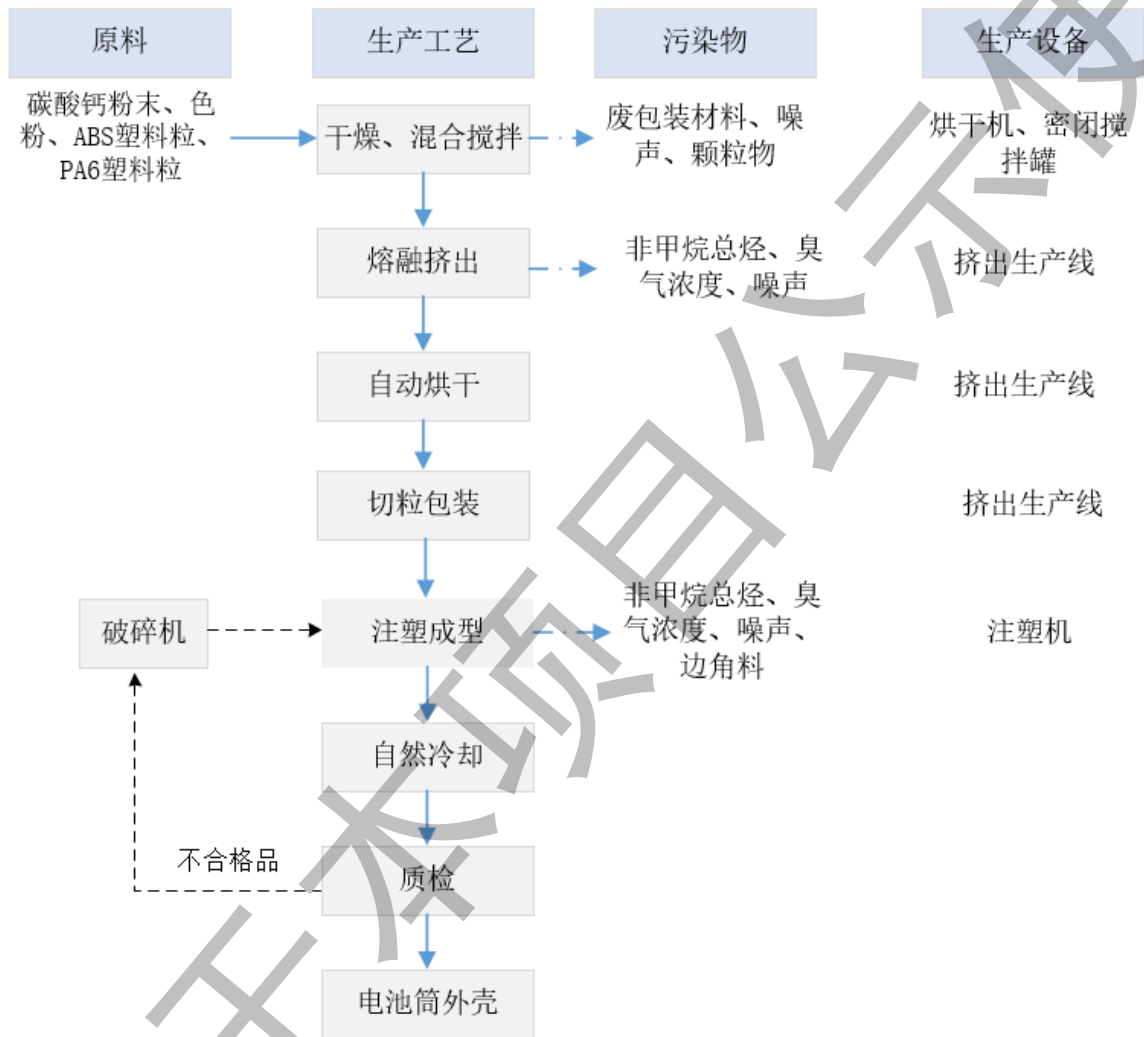 原料
生产工艺
污染物
生产设备
碳酸钙粉末、色
粉、ABS塑料粒、
PA6塑料粒
干燥、混合搅拌
废包装材料、噪
声、颗粒物
烘干机、密闭搅
拌罐
熔融挤出
非甲烷总烃、臭
气浓度、噪声
挤出生产线
自动烘干
挤出生产线
切粒包装
挤出生产线
破碎机
注塑成型
非甲烷总烃、臭
气浓度、噪声、
边角料
注塑机
自然冷却
不合格品
质检
电池筒外壳
于本项目公示使